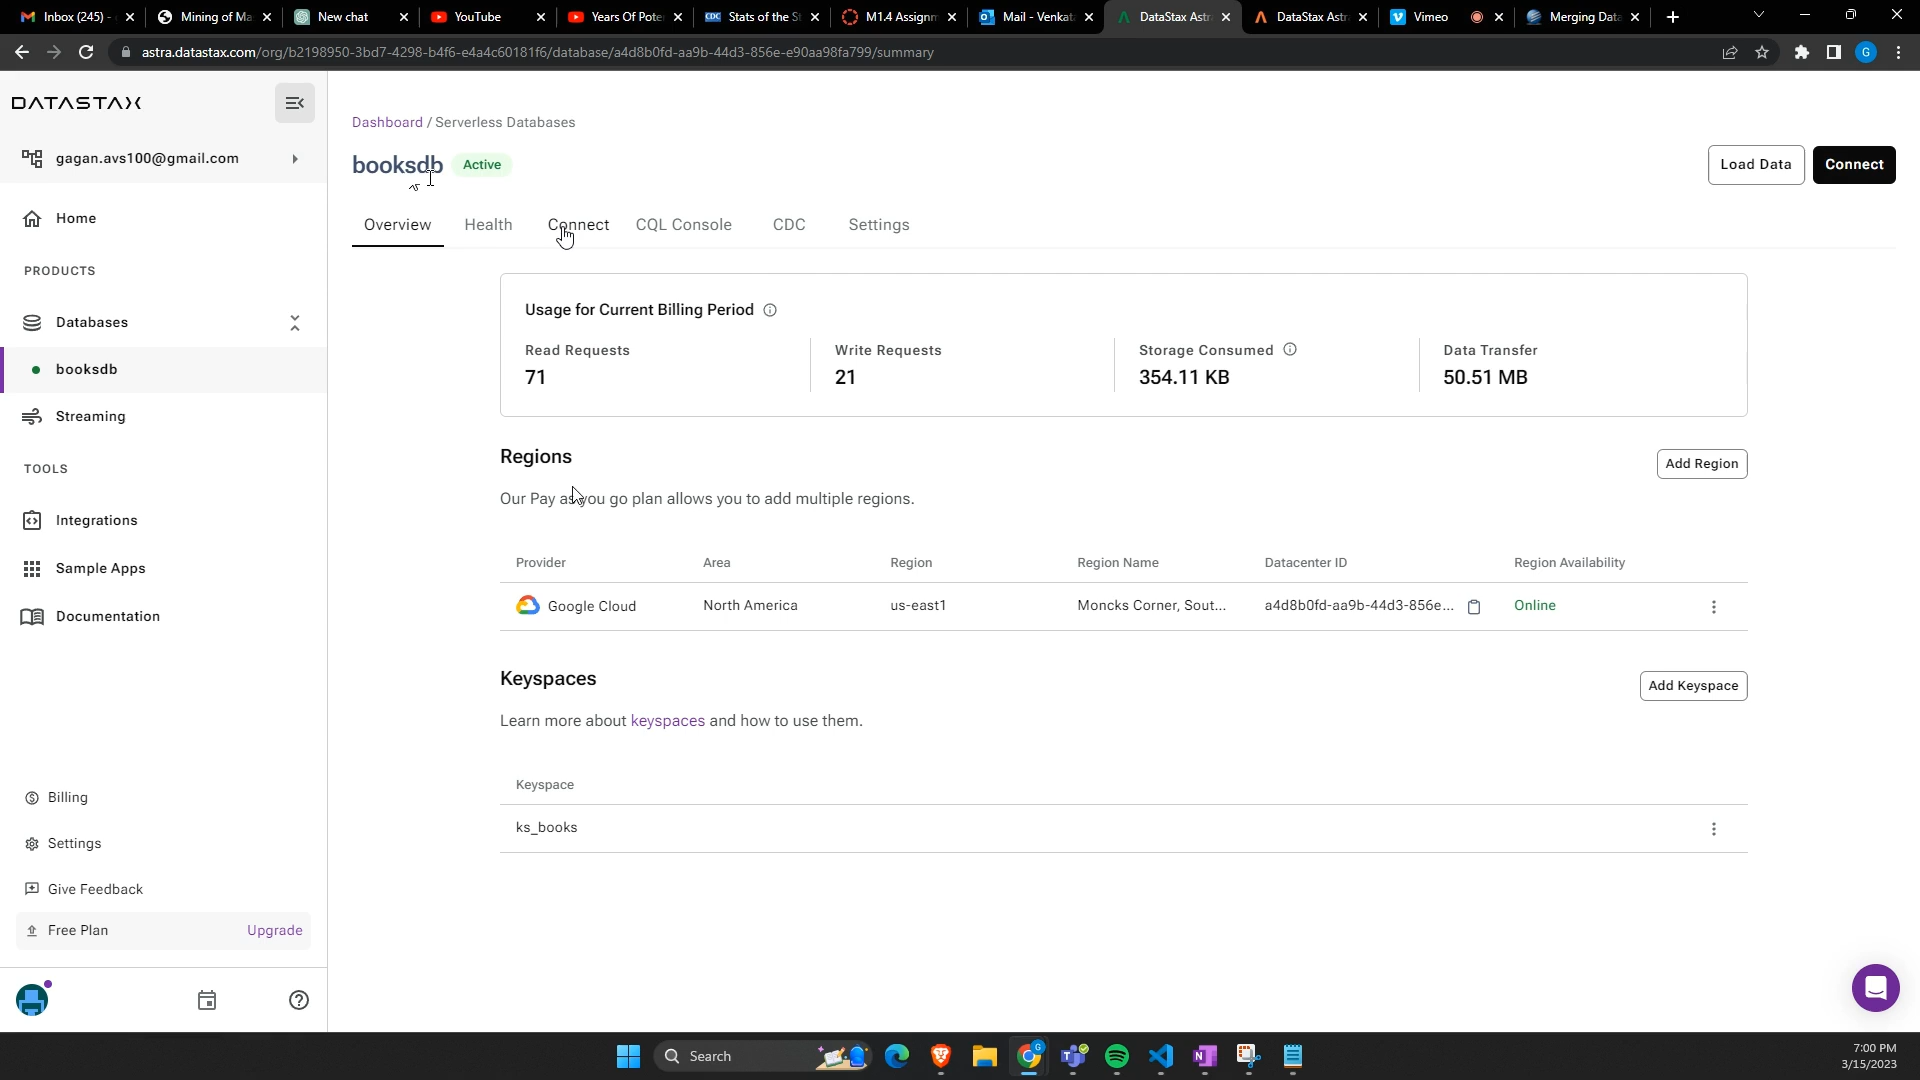 Inbox (245) -
Mining of Ma
New chat
YouTube
Years Of Pote
CDC Stats of the S
M1.4 Assignm
Mail - Venkat
DataStax Astr
DataStax Astr
Vimeo
Merging Data
astra.datastax.com/org/b2198950-3bd7-4298-b4f6-e4a4c60181f6/database/a4d8b0fd-aa9b-44d3-856e-e90aa98fa799/summary
G
DATASTAX
gagan.avs100@gmail.com
Home
PRODUCTS
Databases
booksdb
Streaming
TOOLS
Integrations
Sample Apps
Documentation
Billing
Settings
Give Feedback
Free Plan Upgrade
Dashboard / Serverless Databases
booksdb Active
Load Data Connect
Overview Health Connect CQL Console CDC Settings
Usage for Current Billing Period
Read Requests Write Requests Storage Consumed Data Transfer
71 21 354.11 KB 50.51 MB
Regions
Add Region
Our Pay as you go plan allows you to add multiple regions.
Provider Area Region Region Name Datacenter ID Region Availability
Google Cloud North America us-east1 Moncks Corner, Sout... a4d8b0fd-aa9b-44d3-856e... Online
Keyspaces
Add Keyspace
Learn more about keyspaces and how to use them.
Keyspace
ks_books
Search
G
7:00 PM
3/15/2023